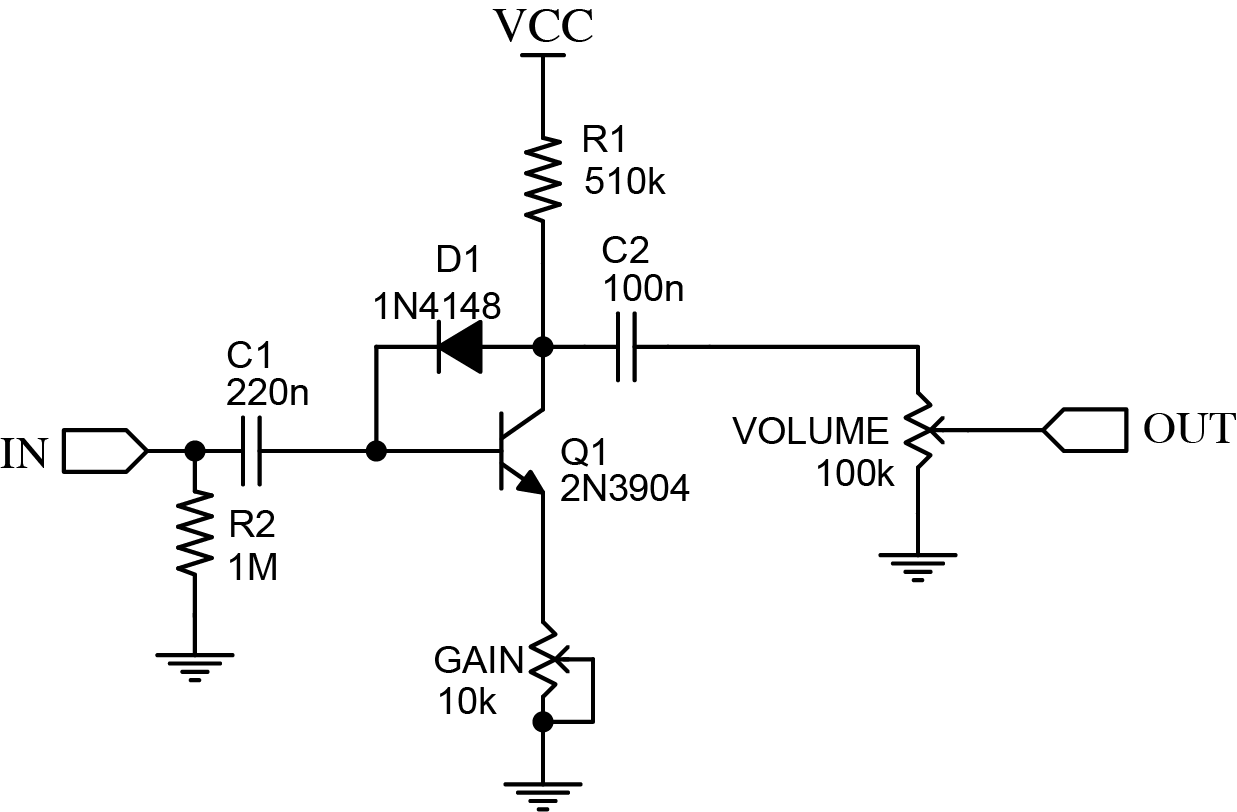 VCC
R1
510k
D1
1N4148
C2
100n
C1
220n
IN
R2
1M
Q1
2N3904
VOLUME
100k
OUT
GAIN
10k